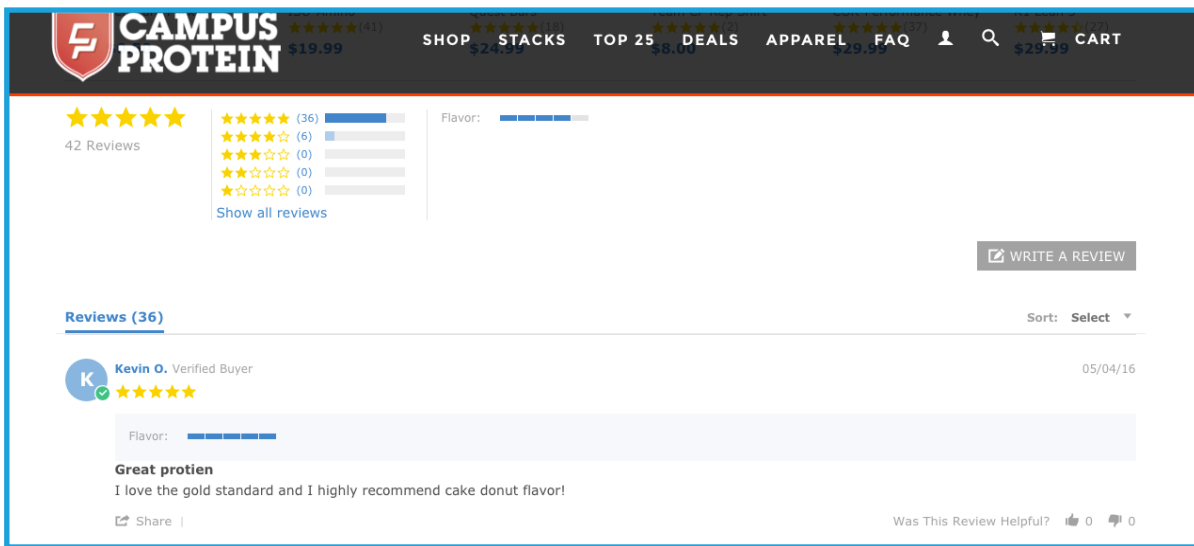 CAMPUS
PROTEIN
SHOP STACKS TOP 25 DEALS APPAREL FAQ CART
(41) (18) (2) (37) (27)
$19.99 $24.99 $8.00 $29.99 $29.99
42 Reviews
(36)
(6)
(0)
(0)
(0)
Show all reviews
Flavor:
WRITE A REVIEW
Reviews (36)
Sort: Select
K
Kevin O. Verified Buyer
05/04/16
Flavor:
Great protien
I love the gold standard and I highly recommend cake donut flavor!
Share
Was This Review Helpful? 0 0